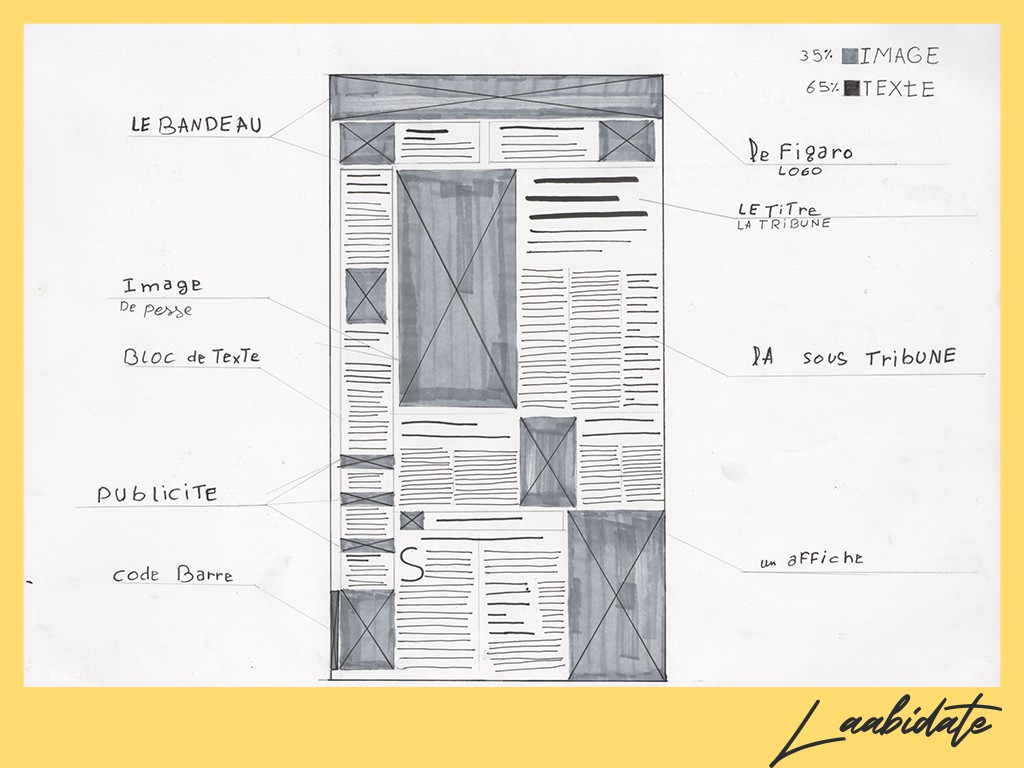 35% IMAGE
65% TEXtE
LE BANDEAU
le Figaro
LOGO
LE TiTre
LA TRIBUNE
Image
De pesse
BLOC de TexTe
lA sous TribUNE
PUBLiCiTE
un affiche
code Barre
S
Laabidate